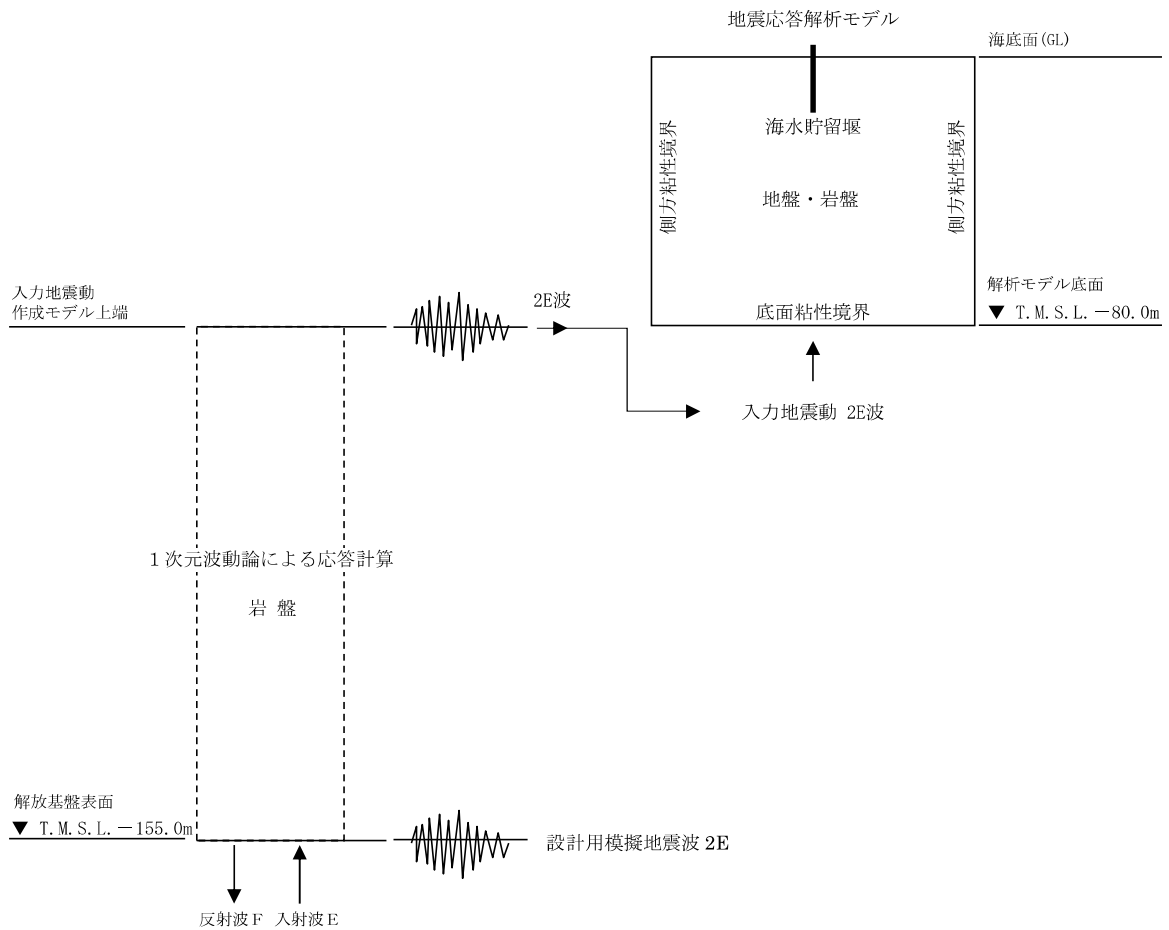 地震応答解析モデル
海底面(GL)
海水貯留堰
側方粘性境界
側方粘性境界
地盤・岩盤
入力地震動
作成モデル上端
2E波
解析モデル底面
▼ T.M.S.L.－80.0m
底面粘性境界
入力地震動 2E波
１次元波動論による応答計算
岩 盤
解放基盤表面
▼ T.M.S.L.－155.0m
設計用模擬地震波 2E
反射波Ｆ
入射波Ｅ